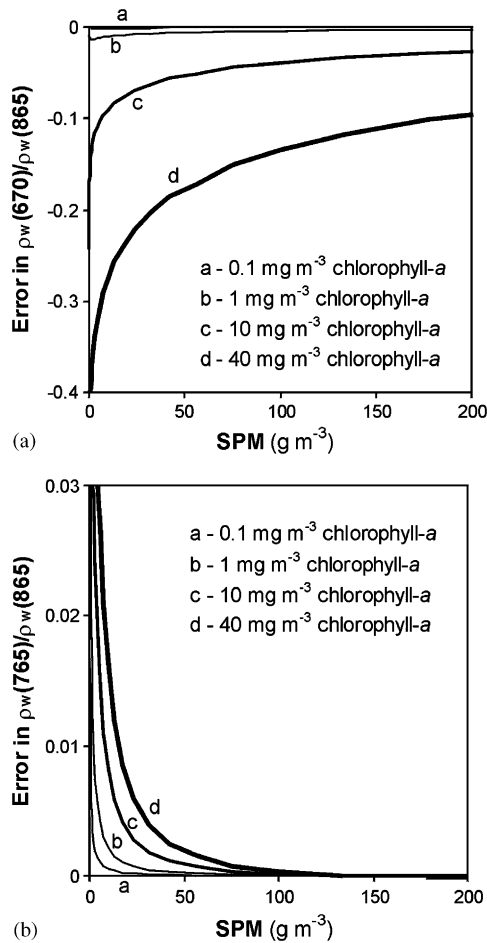 0
-0.1
-0.2
-0.3
-0.4
Error in ρw(670)/ρw(865)
a
b
c
d
a - 0.1 mg m-3 chlorophyll-a
b - 1 mg m-3 chlorophyll-a
c - 10 mg m-3 chlorophyll-a
d - 40 mg m-3 chlorophyll-a
0 50 100 150 200
(a) SPM (g m-3)
0.03
0.02
0.01
0
Error in ρw(765)/ρw(865)
a - 0.1 mg m-3 chlorophyll-a
b - 1 mg m-3 chlorophyll-a
c - 10 mg m-3 chlorophyll-a
d - 40 mg m-3 chlorophyll-a
d
c
b
a
0 50 100 150 200
(b) SPM (g m-3)